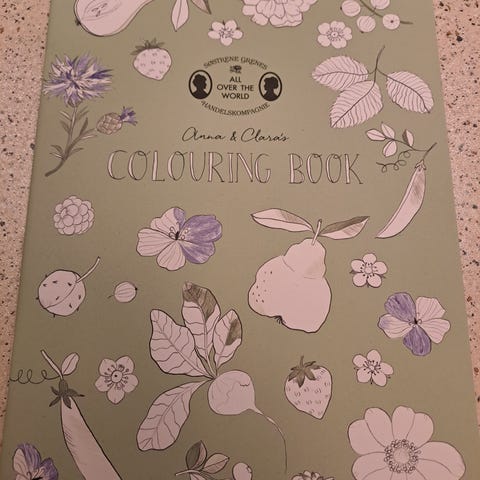 SØSTRENE GRENES
ALL
OVER THE
WORLD
HANDELSKOMPAGNIE
Anna & Clara's
COLOURING BOOK